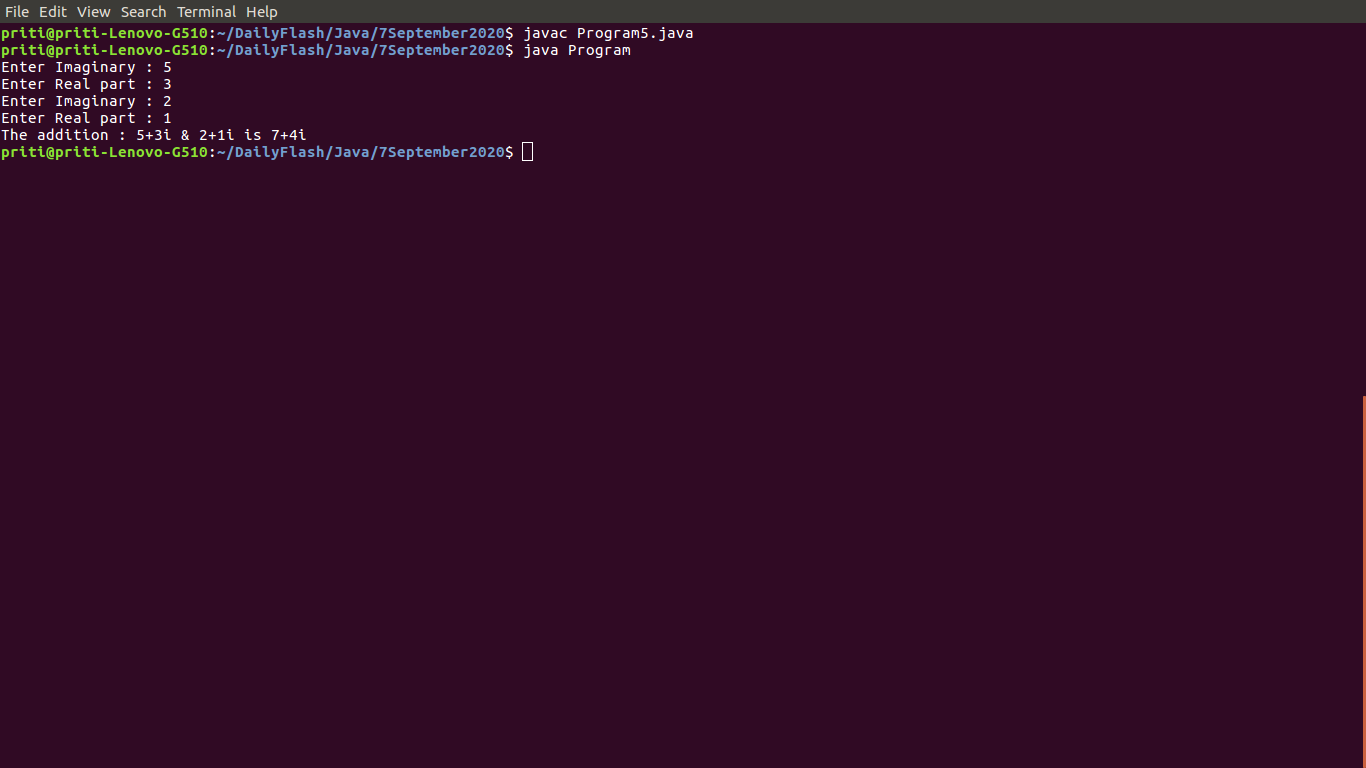 File Edit View Search Terminal Help
priti@priti-Lenovo-G510:~/DailyFlash/Java/7September2020$ javac Program5.java
priti@priti-Lenovo-G510:~/DailyFlash/Java/7September2020$ java Program
Enter Imaginary : 5
Enter Real part : 3
Enter Imaginary : 2
Enter Real part : 1
The addition : 5+3i & 2+1i is 7+4i
priti@priti-Lenovo-G510:~/DailyFlash/Java/7September2020$